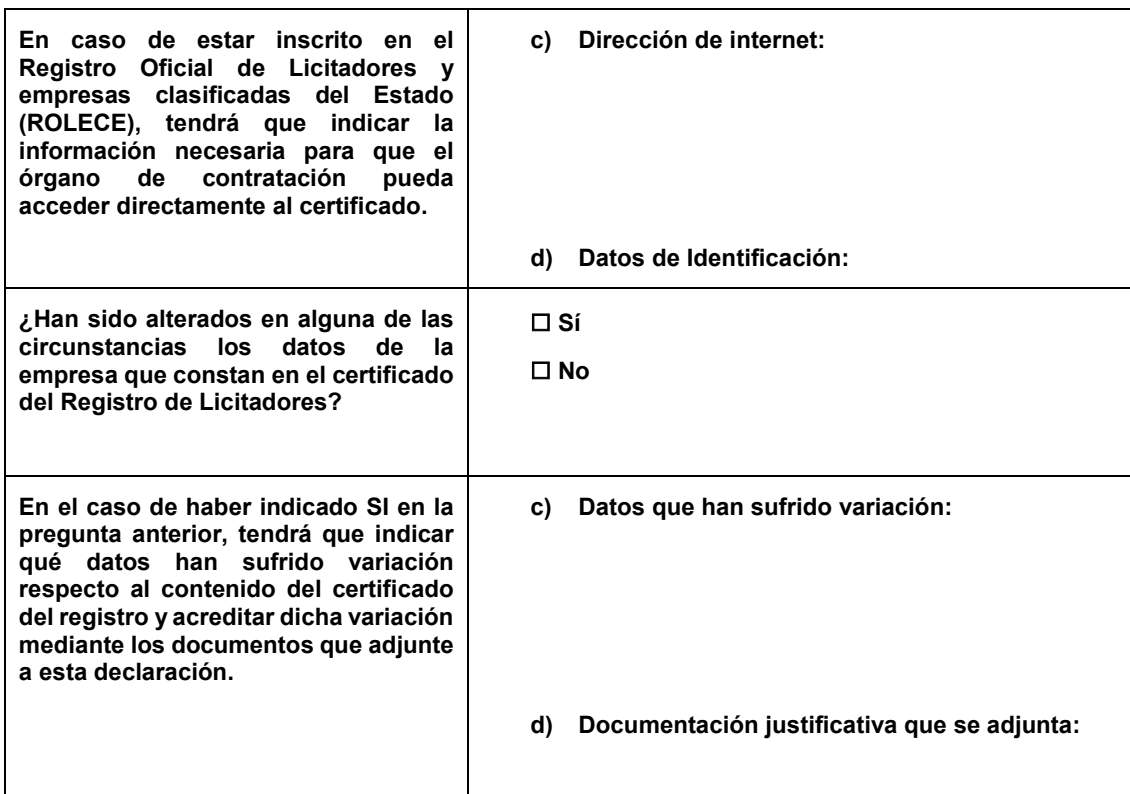 En caso de estar inscrito en el
Registro Oficial de Licitadores y
empresas clasificadas del Estado
(ROLECE), tendrá que indicar la
información necesaria para que el
órgano de contratación pueda
acceder directamente al certificado.
c) Dirección de internet:
d) Datos de Identificación:
¿Han sido alterados en alguna de las
circunstancias los datos de la
empresa que constan en el certificado
del Registro de Licitadores?
☐ Sí
☐ No
En el caso de haber indicado SI en la
pregunta anterior, tendrá que indicar
qué datos han sufrido variación
respecto al contenido del certificado
del registro y acreditar dicha variación
mediante los documentos que adjunte
a esta declaración.
c) Datos que han sufrido variación:
d) Documentación justificativa que se adjunta: